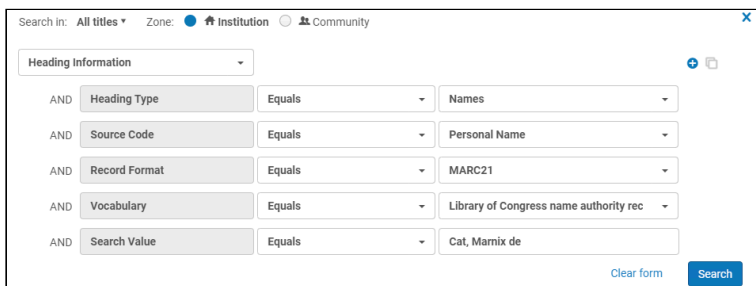 Search in: All titles Zone: Institution Community X
Heading Information
AND Heading Type Equals Names
AND Source Code Equals Personal Name
AND Record Format Equals MARC21
AND Vocabulary Equals Library of Congress name authority rec
AND Search Value Equals Cat, Marnix de
Clear form Search